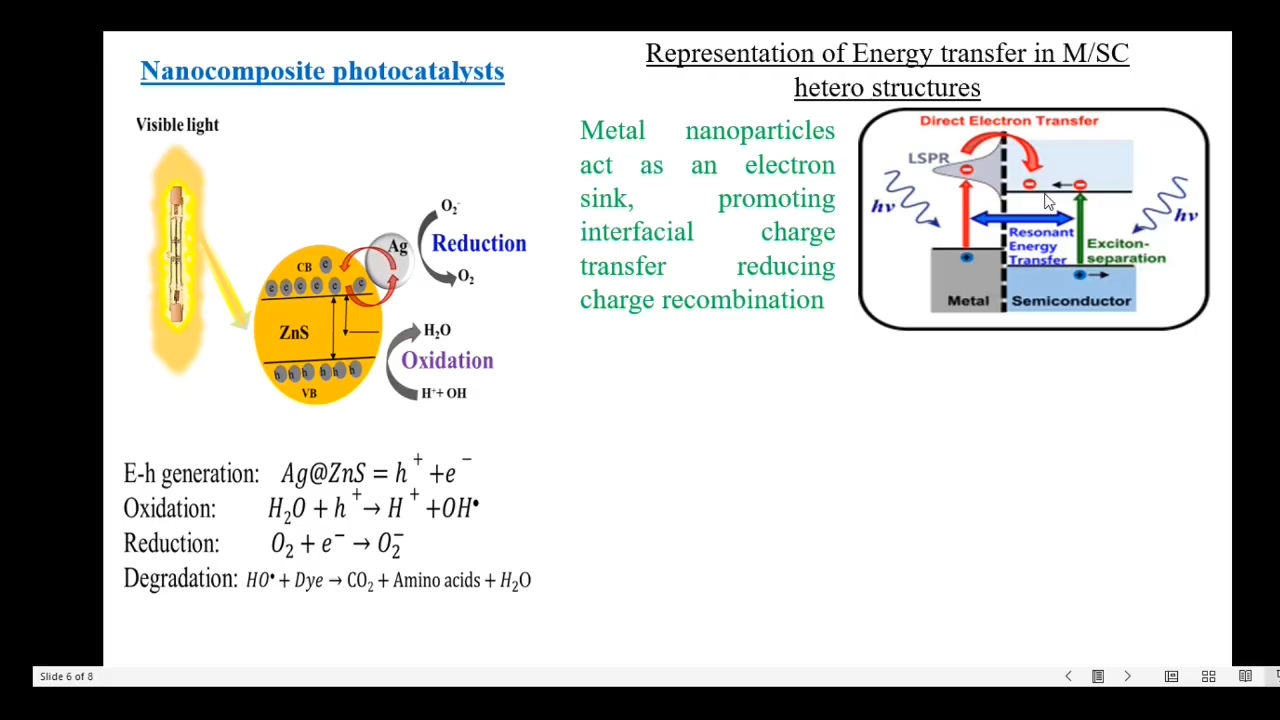 Nanocomposite photocatalysts
Visible light
O2-
Ag
Reduction
CB
e
e e e e e e
O2
ZnS
H2O
Oxidation
h h h h h h
VB
H++ OH
E-h generation: Ag@ZnS = h+ +e−
Oxidation: H2O + h+ → H+ +OH•
Reduction: O2 + e− → O2−
Degradation: HO• + Dye → CO2 + Amino acids + H2O
Representation of Energy transfer in M/SC
hetero structures
Metal nanoparticles
act as an electron
sink, promoting
interfacial charge
transfer reducing
charge recombination
Direct Electron Transfer
LSPR
hν
hν
Resonant
Energy
Transfer
Exciton-
separation
Metal
Semiconductor
Slide 6 of 8